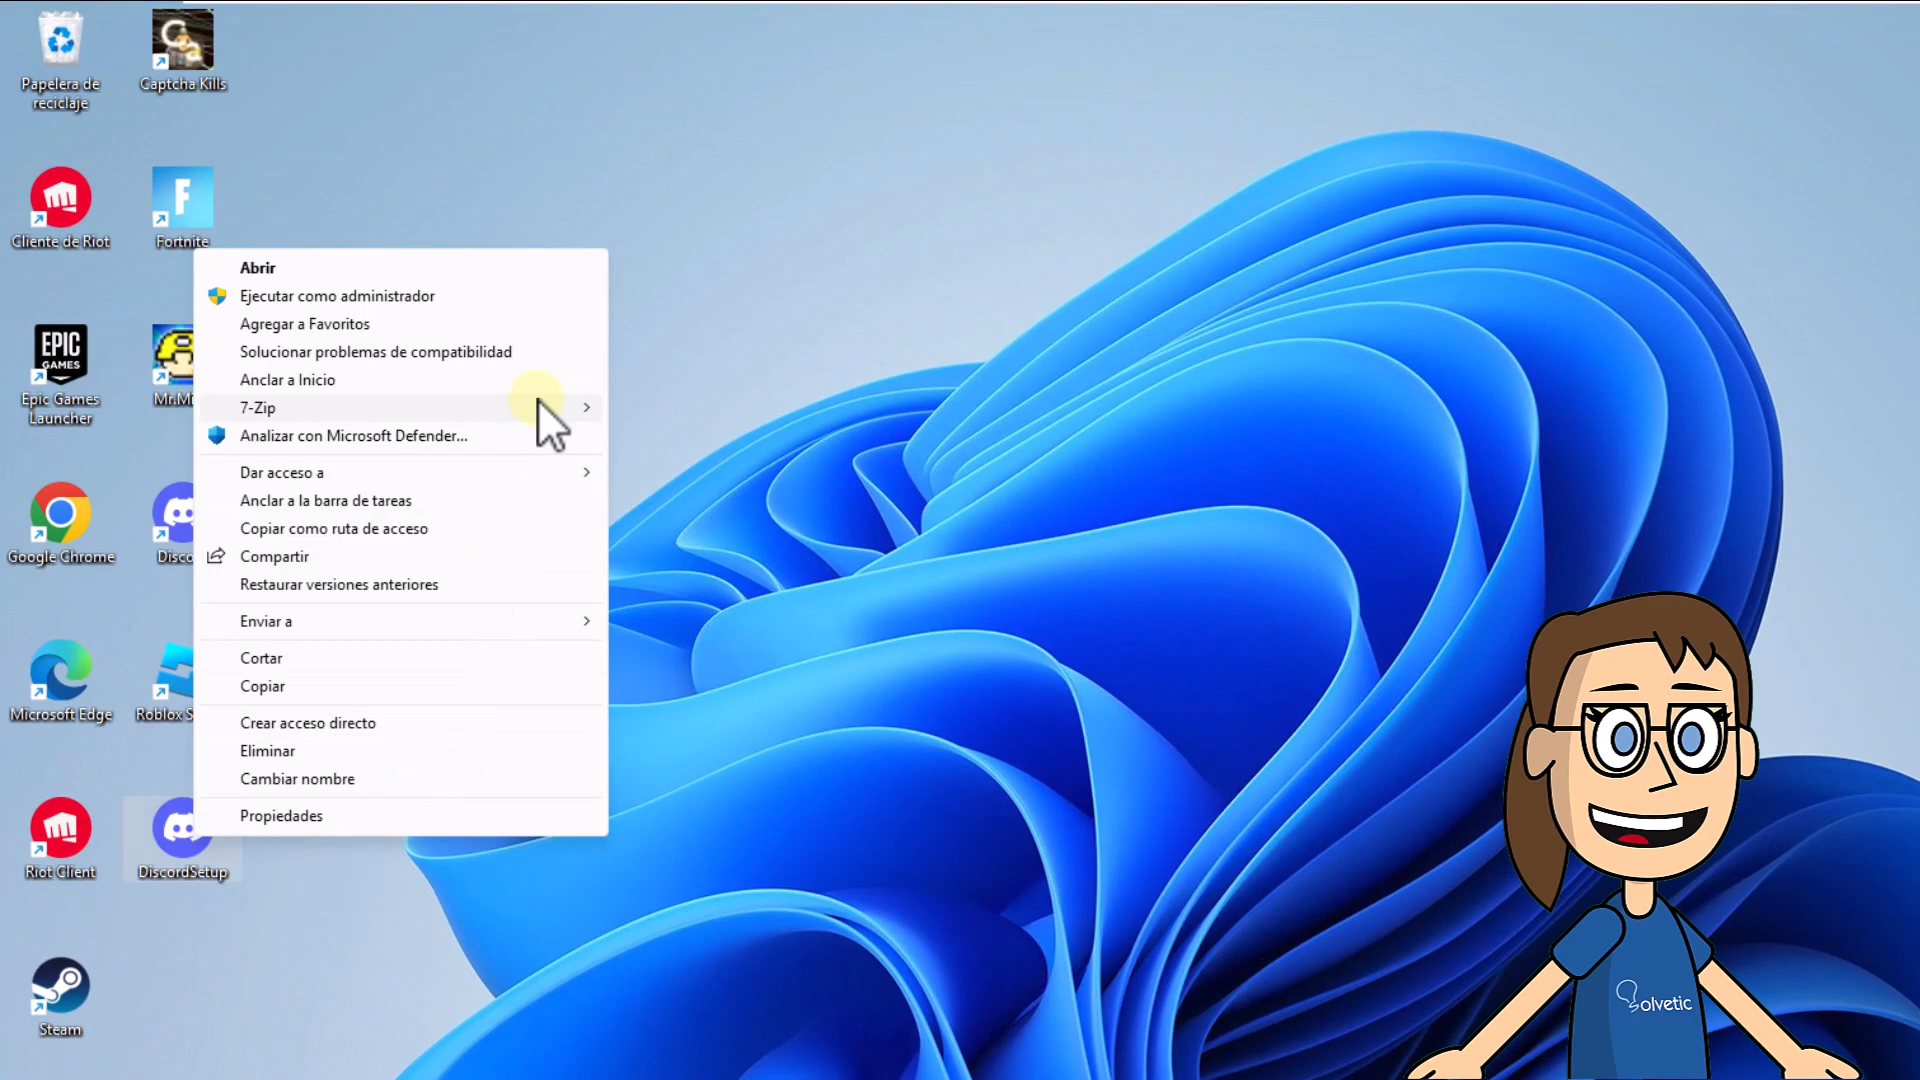 Papelera de
reciclaje
Captcha Kills
Cliente de Riot
Fortnite
EPIC
GAMES
Epic Games
Launcher
Mr.Mi
Google Chrome
Disco
Microsoft Edge
Roblox S
Riot Client
DiscordSetup
Steam
Abrir
Ejecutar como administrador
Agregar a Favoritos
Solucionar problemas de compatibilidad
Anclar a Inicio
7-Zip
Analizar con Microsoft Defender...
Dar acceso a
Anclar a la barra de tareas
Copiar como ruta de acceso
Compartir
Restaurar versiones anteriores
Enviar a
Cortar
Copiar
Crear acceso directo
Eliminar
Cambiar nombre
Propiedades
Solvetic